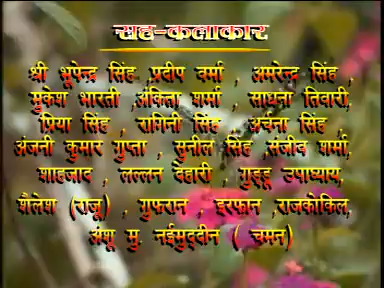 सह-कलाकार
श्री भूपेन्द्र सिंह प्रदीप वर्मा , अमरेन्द्र सिंह ,
मुकेश भारती ,अंकिता शर्मा , साधना तिवारी,
प्रिया सिंह , रागिनी सिंह , अर्चना सिंह
अंजनी कुमार गुप्ता , सुनील सिंह ,संजीव शर्मा,
शाहजाद , लल्लन देहारी , गुड्डू उपाध्याय,
शैलेश (राजू) , गुफरान , इरफान ,राजकोकिल,
अंशू मु. नईमुद्दीन ( चमन)